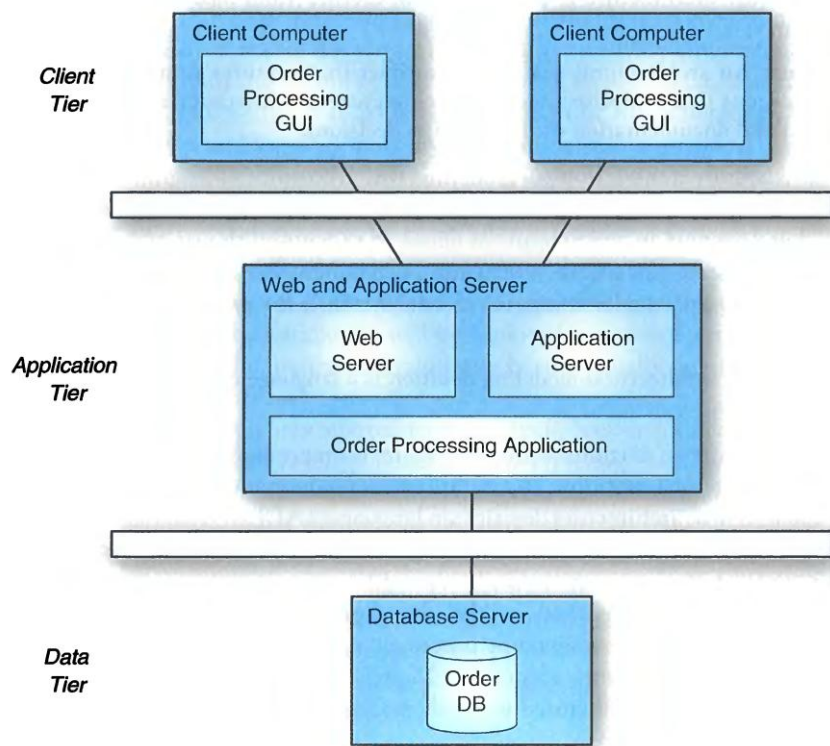 Client Computer
Order
Processing
GUI
Client Computer
Order
Processing
GUI
Client
Tier
Web and Application Server
Web
Server
Application
Server
Order Processing Application
Application
Tier
Database Server
Order
DB
Data
Tier